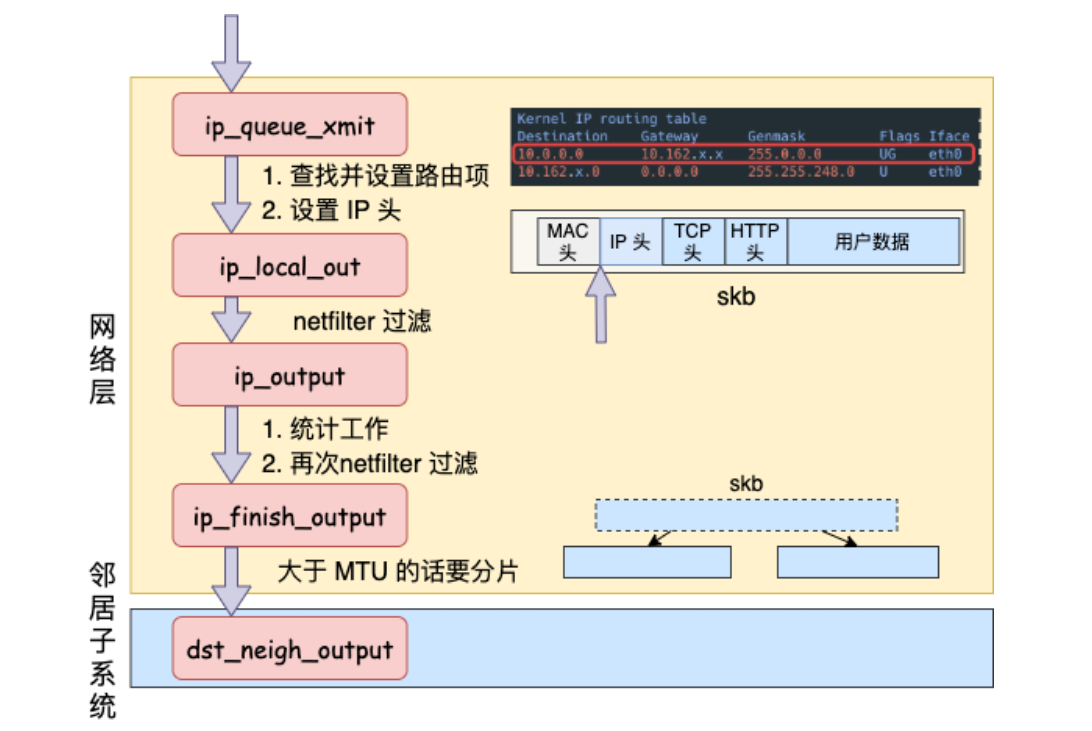 ip_queue_xmit
1. 查找并设置路由项
2. 设置 IP 头
Kernel IP routing table
Destination Gateway Genmask Flags Iface
10.0.0.0 10.162.x.x 255.0.0.0 UG eth0
10.162.x.0 0.0.0.0 255.255.248.0 U eth0
MAC
头
IP 头
TCP
头
HTTP
头
用户数据
skb
ip_local_out
netfilter 过滤
网
络
层
ip_output
1. 统计工作
2. 再次netfilter 过滤
skb
ip_finish_output
大于 MTU 的话要分片
邻
居
子
系
统
dst_neigh_output